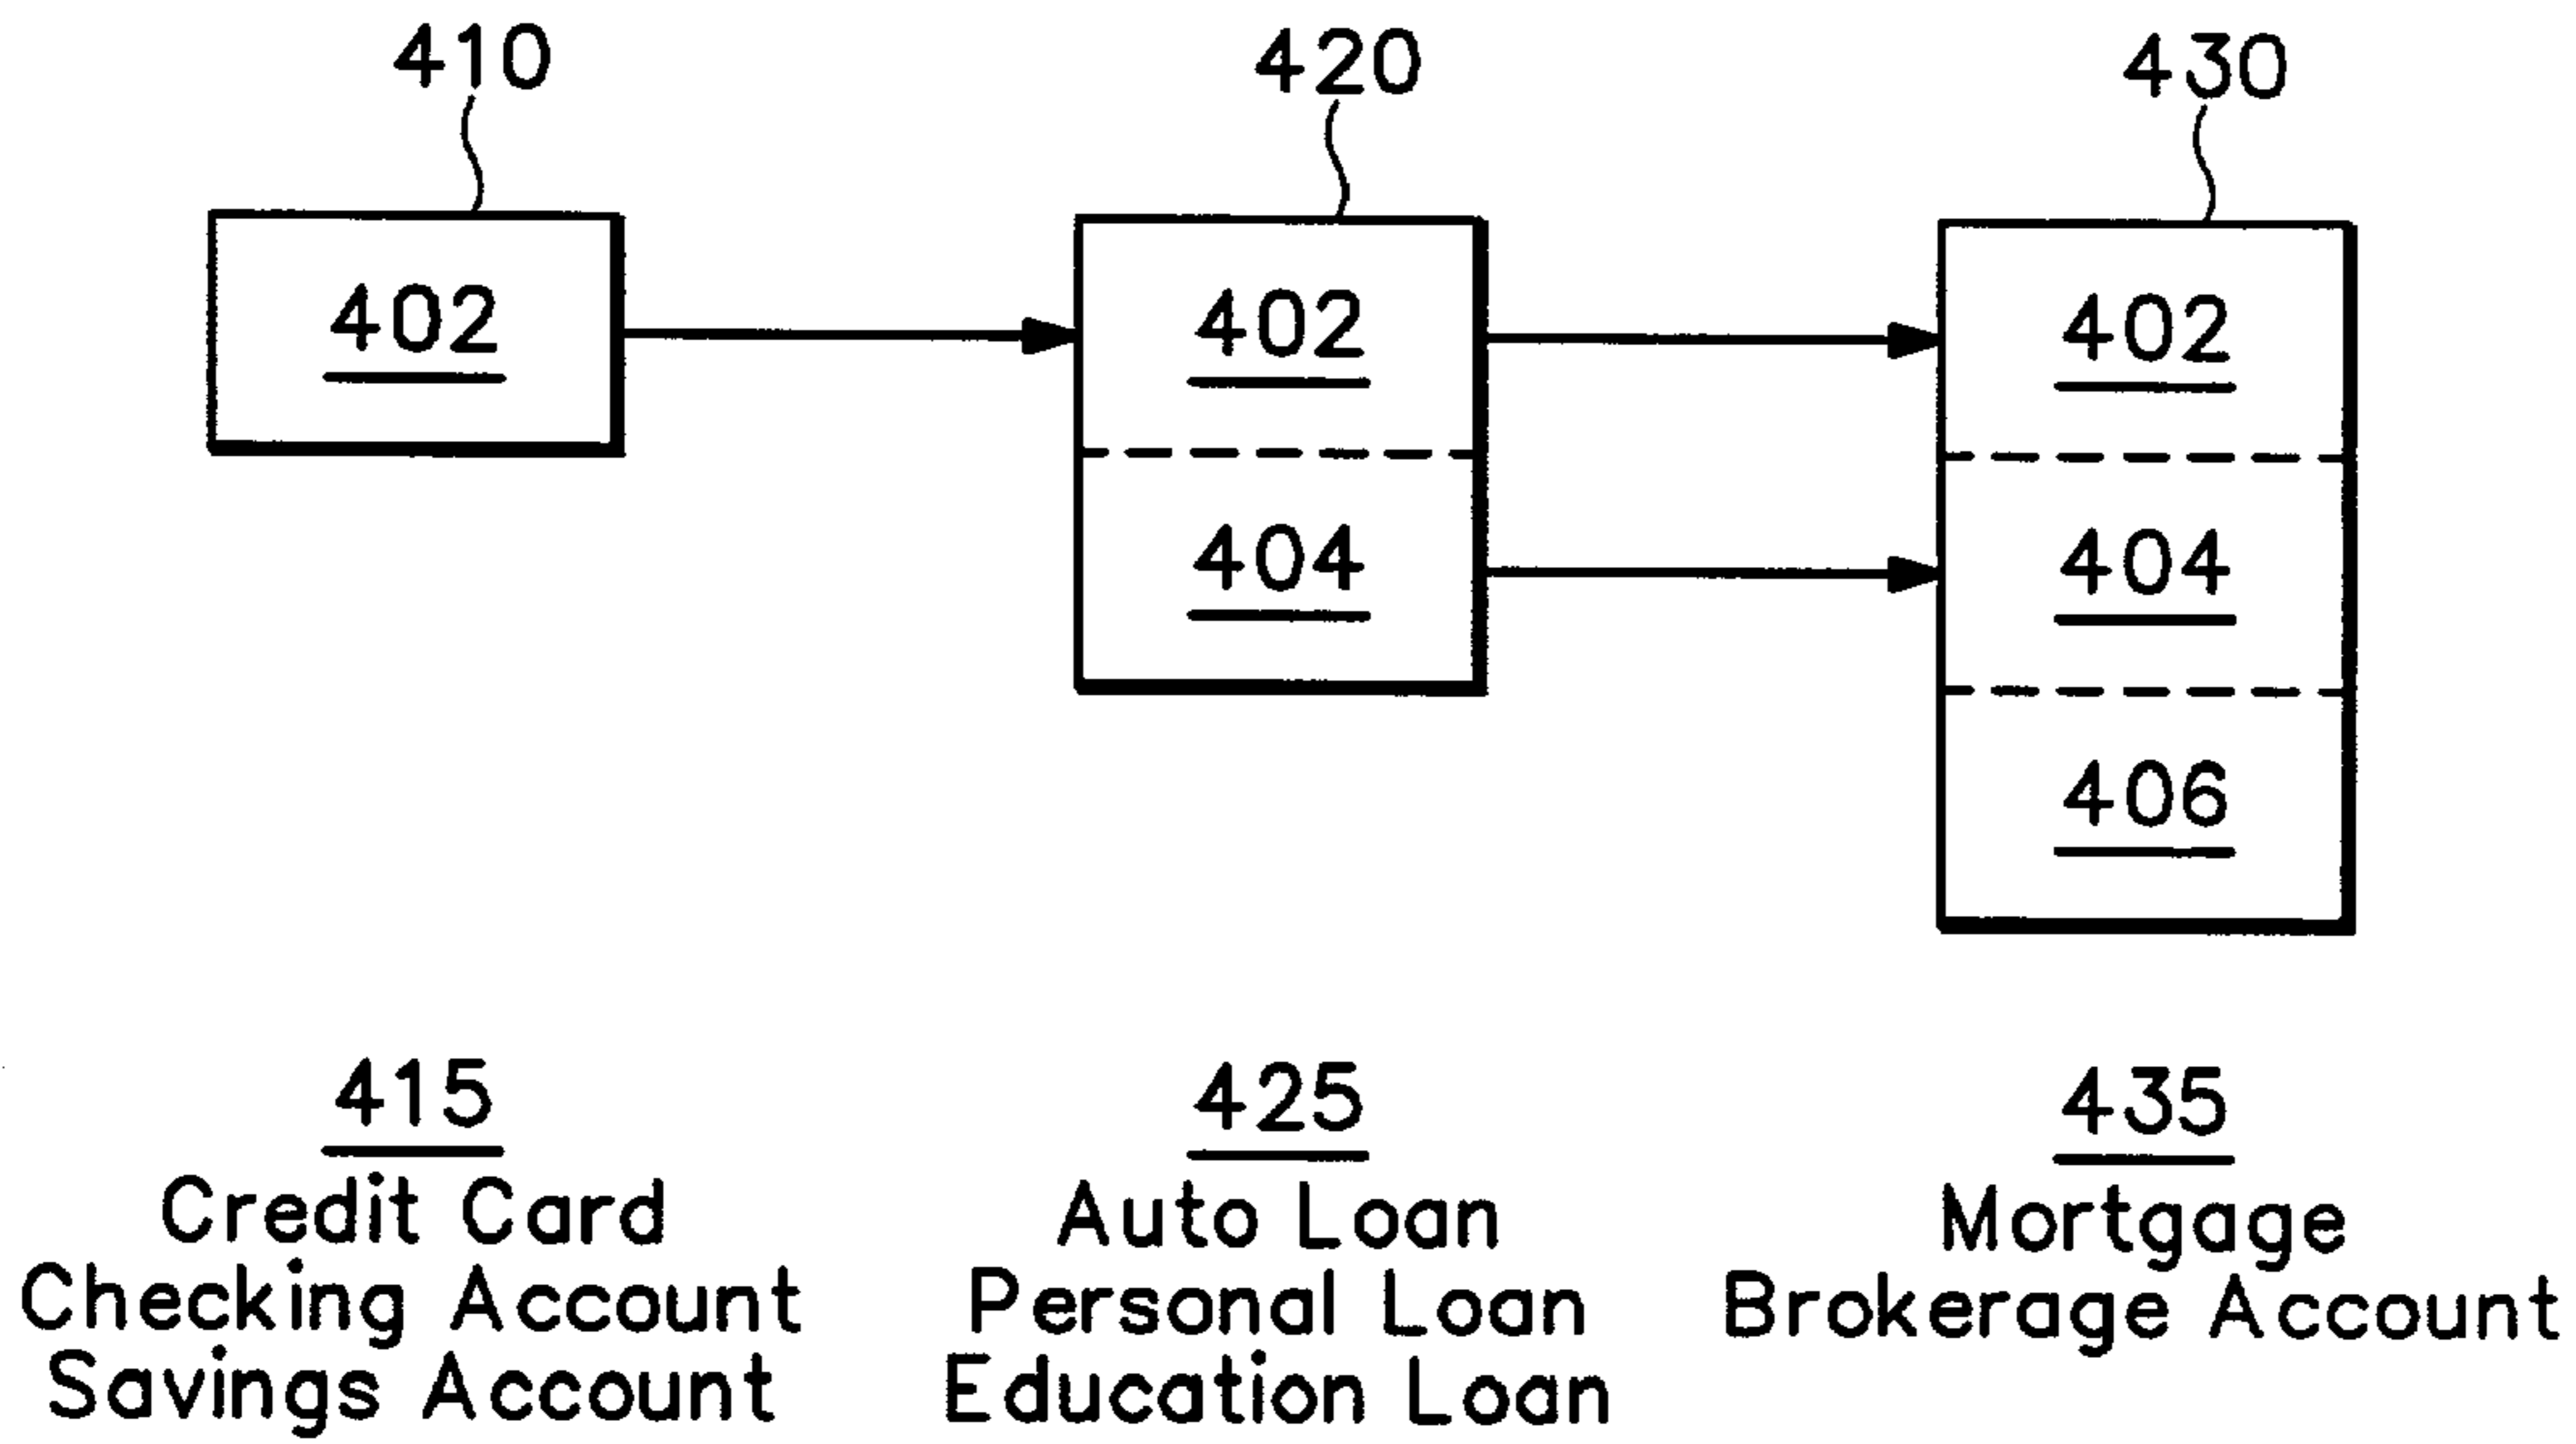 410 420 430
402 402 402
404 404
406
415
Credit Card
Checking Account
Savings Account
425
Auto Loan
Personal Loan
Education Loan
435
Mortgage
Brokerage Account